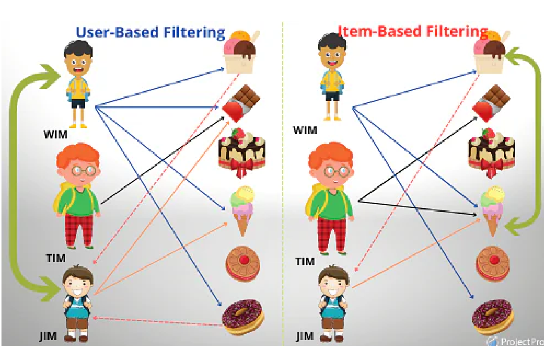 User-Based Filtering
Item-Based Filtering
WIM
WIM
TIM
TIM
JIM
JIM
ProjectPro